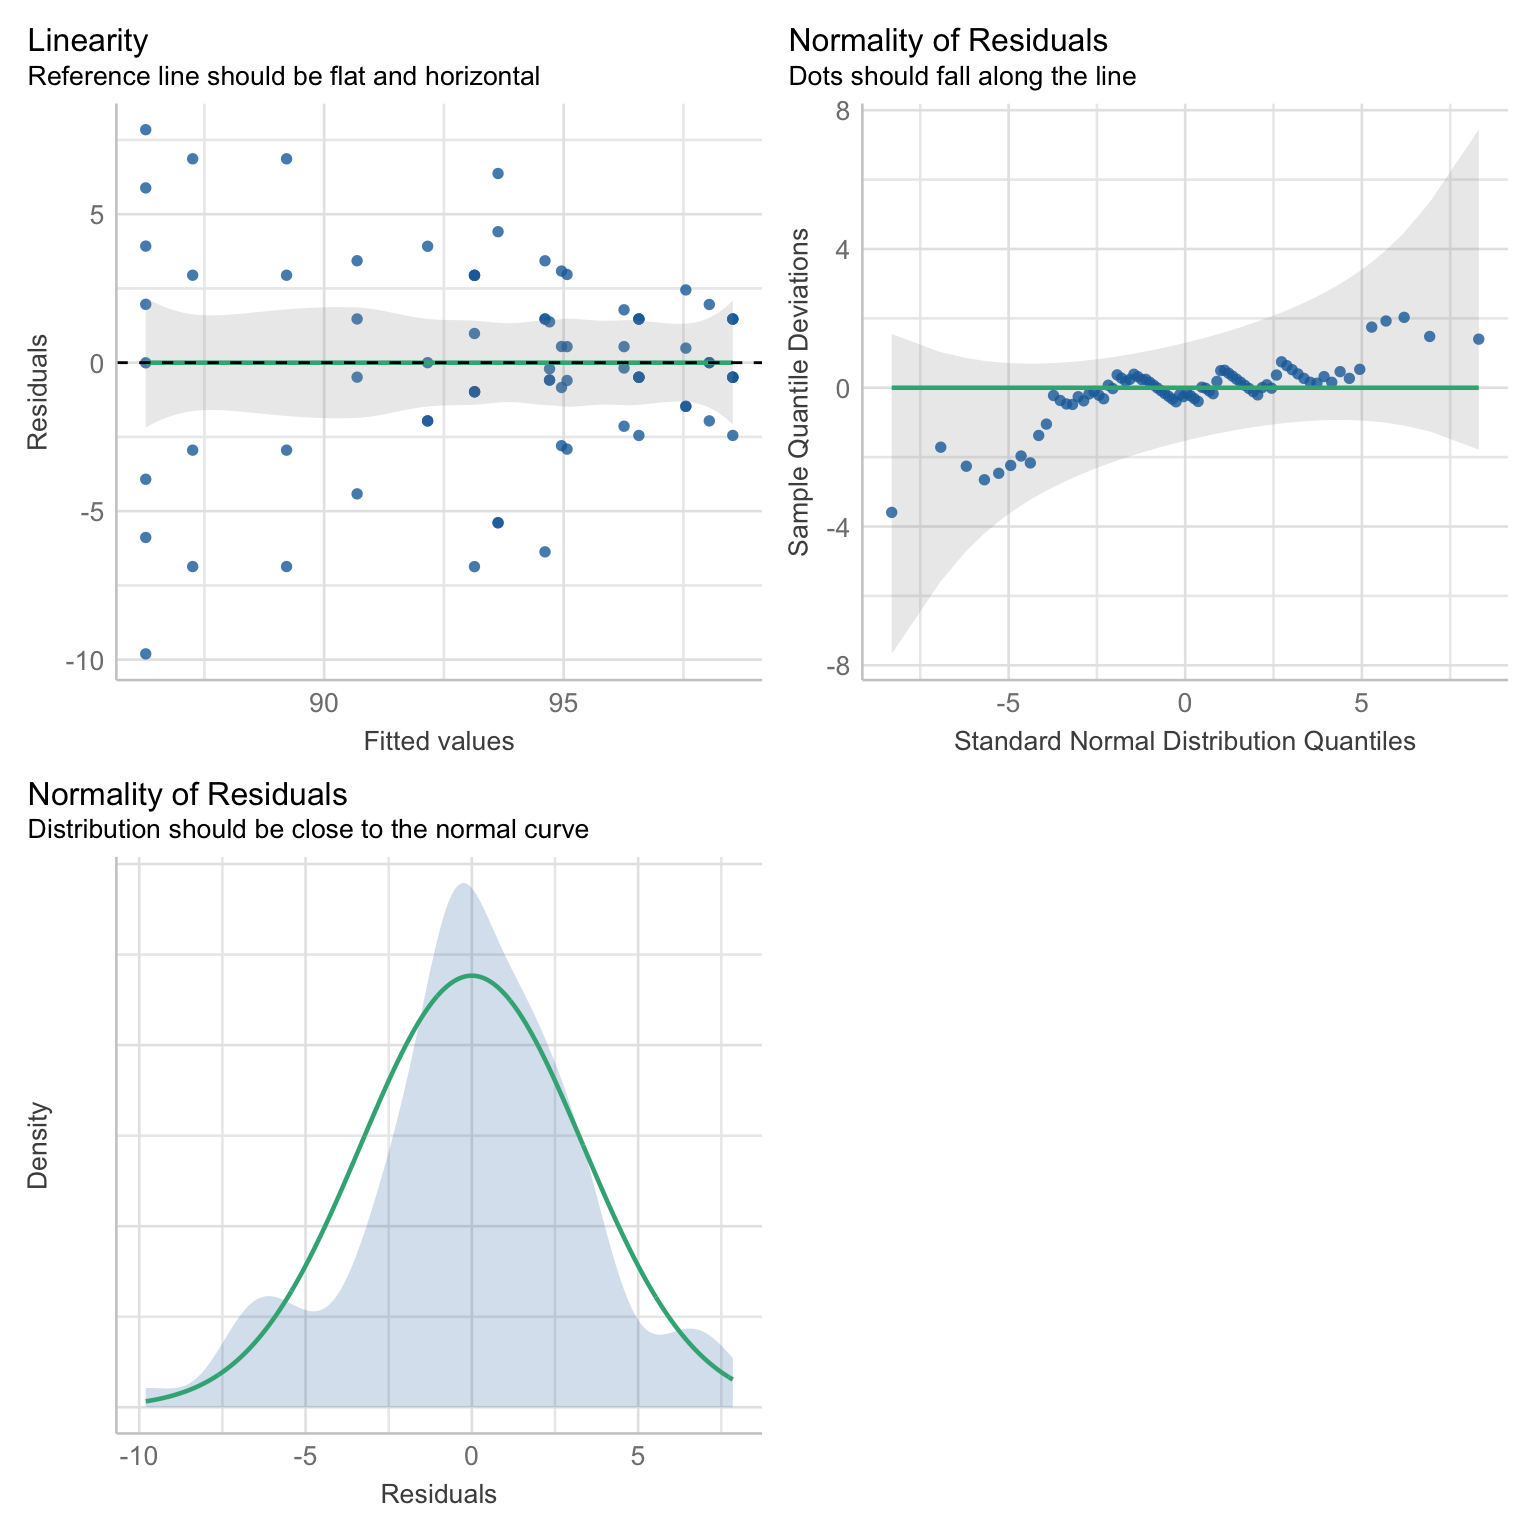 Linearity
Reference line should be flat and horizontal
5
0
-5
-10
Residuals
90
95
Fitted values
Normality of Residuals
Dots should fall along the line
8
4
0
-4
-8
Sample Quantile Deviations
-5
0
5
Standard Normal Distribution Quantiles
Normality of Residuals
Distribution should be close to the normal curve
Density
-10
-5
0
5
Residuals